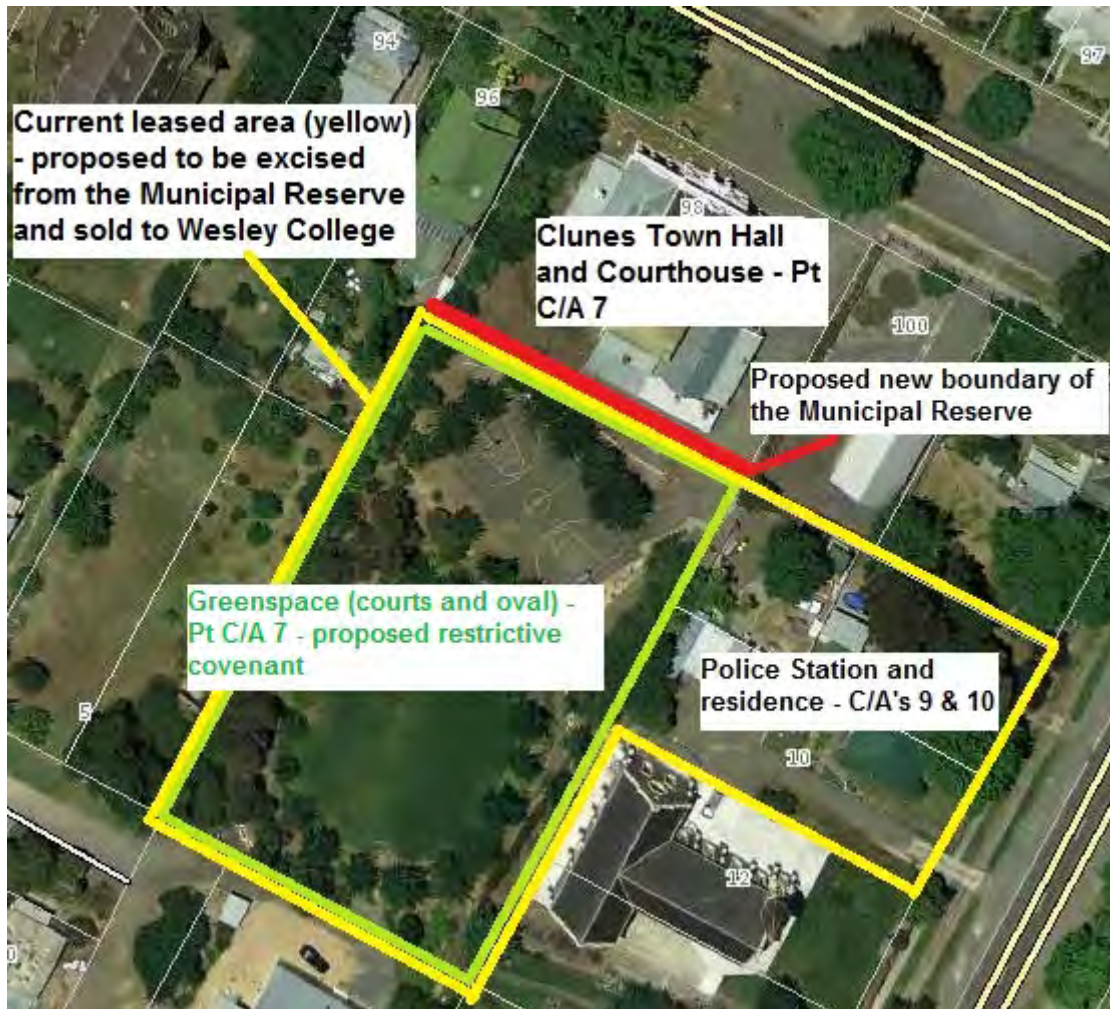 94
97
96
Current leased area (yellow)
- proposed to be excised
from the Municipal Reserve
and sold to Wesley College
98
Clunes Town Hall
and Courthouse - Pt
C/A 7
100
Proposed new boundary of
the Municipal Reserve
Greenspace (courts and oval) -
Pt C/A 7 - proposed restrictive
covenant
Police Station and
residence - C/A's 9 & 10
5
10
12